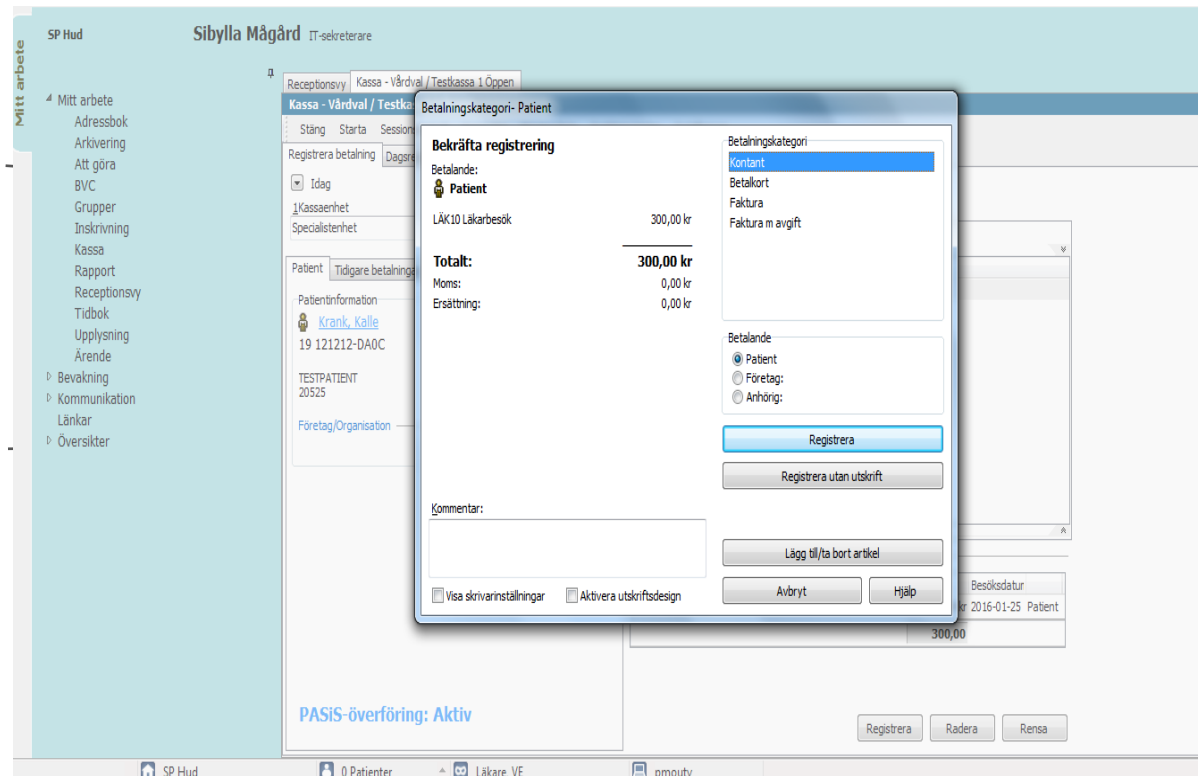 Mitt arbete
SP Hud
Sibylla Mågård IT-sekreterare
Mitt arbete
Adressbok
Arkivering
Att göra
BVC
Grupper
Inskrivning
Kassa
Rapport
Receptionsvy
Tidbok
Upplysning
Ärende
Bevakning
Kommunikation
Länkar
Översikter
Receptionsvy Kassa - Vårdval / Testkassa 1 Öppen
Kassa - Vårdval /
Stäng Starta
Registrera betalning
Idag
1Kassaenhet
Specialistenhet
Patient Tidigare
Patientinformation
Krank, Kalle
19 121212-DA0C
TESTPATIENT
20525
Företag/Organisation
PASiS-överföring: Aktiv
Betalningskategori- Patient
Bekräfta registrering
Betalande:
Patient
LÄK10 Läkarbesök 300,00 kr
Totalt: 300,00 kr
Moms: 0,00 kr
Ersättning: 0,00 kr
Kommentar:
Visa skrivarinställningar Aktivera utskriftsdesign
Betalningskategori
Kontant
Betalkort
Faktura
Faktura m avgift
Betalande
Patient
Företag:
Anhörig:
Registrera
Registrera utan utskrift
Lägg till/ta bort artikel
Avbryt Hjälp
Besöksdatur
kr 2016-01-25 Patient
300,00
Registrera Radera Rensa
SP Hud 0 Patienter Läkare VE pmoutv